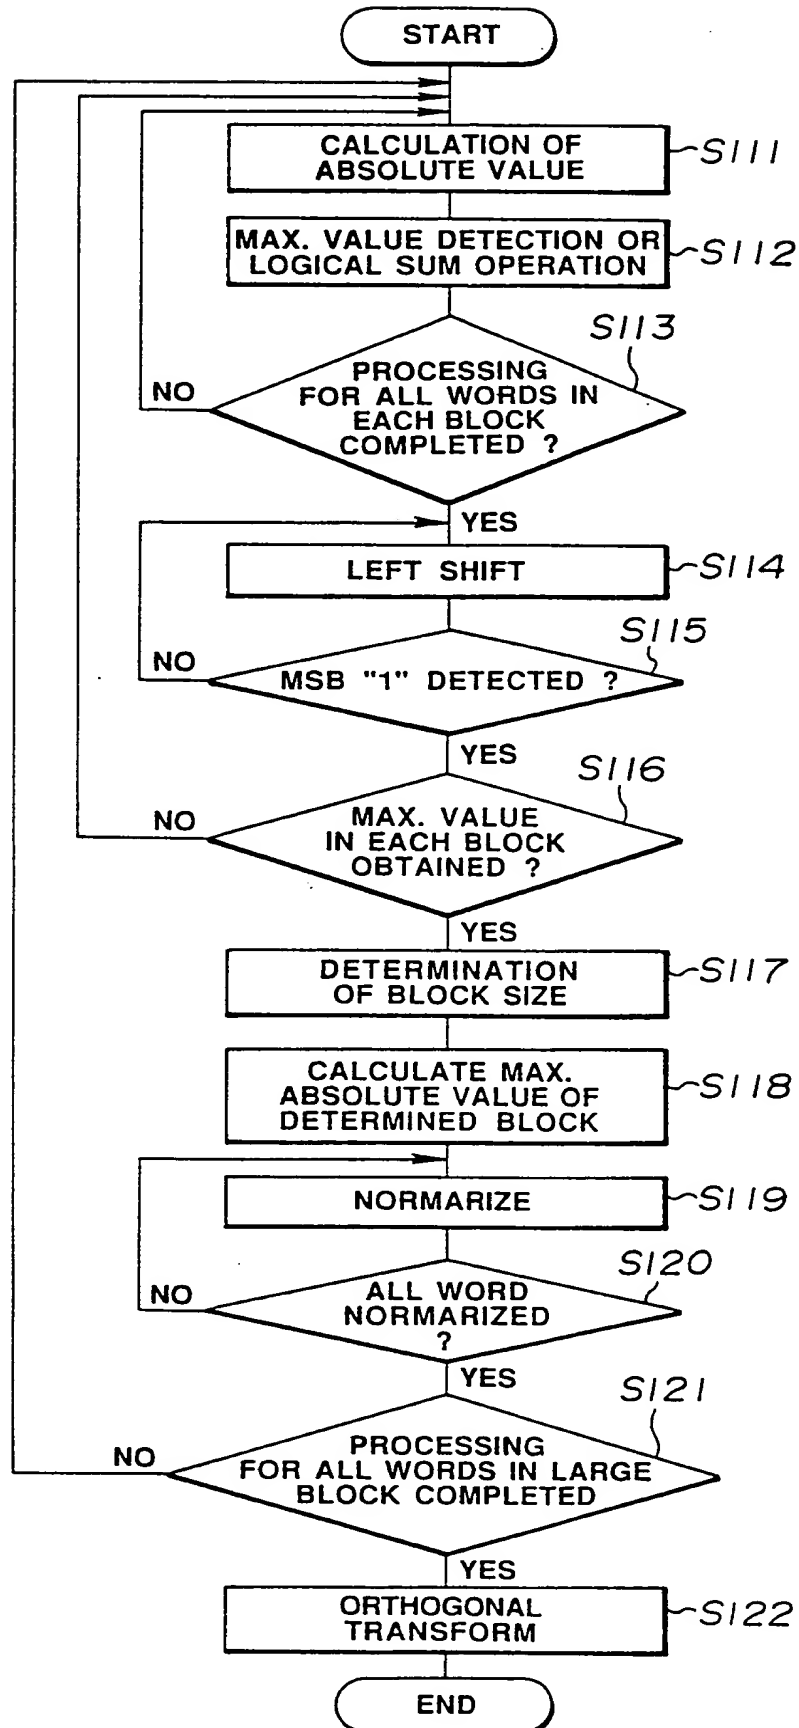 START
CALCULATION OF
ABSOLUTE VALUE
S111
MAX. VALUE DETECTION OR
LOGICAL SUM OPERATION
S112
S113
PROCESSING
FOR ALL WORDS IN
EACH BLOCK
COMPLETED ?
NO
YES
LEFT SHIFT
S114
S115
NO
MSB "1" DETECTED ?
YES
S116
NO
MAX. VALUE
IN EACH BLOCK
OBTAINED ?
YES
DETERMINATION
OF BLOCK SIZE
S117
CALCULATE MAX.
ABSOLUTE VALUE OF
DETERMINED BLOCK
S118
NORMARIZE
S119
S120
NO
ALL WORD
NORMARIZED
?
YES
S121
NO
PROCESSING
FOR ALL WORDS IN LARGE
BLOCK COMPLETED
YES
ORTHOGONAL
TRANSFORM
S122
END